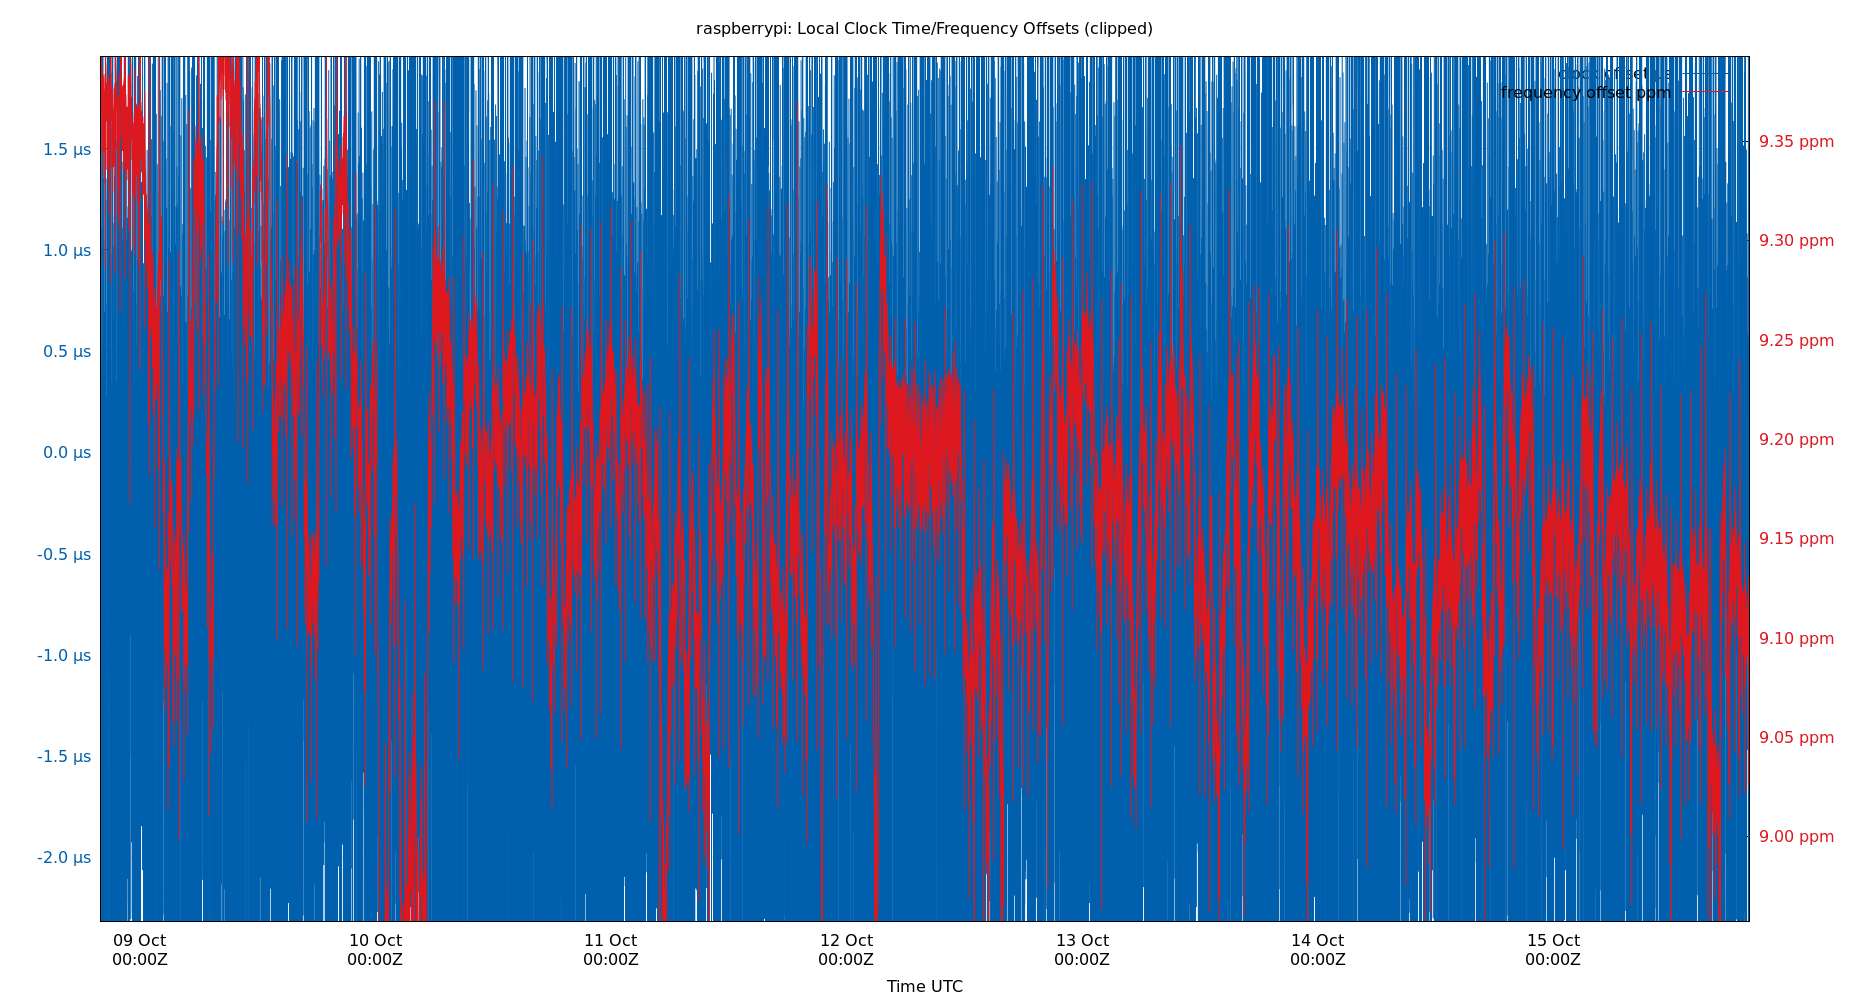 raspberrypi: Local Clock Time/Frequency Offsets (clipped)
clock offset µs
frequency offset ppm
1.5 µs
1.0 µs
0.5 µs
0.0 µs
-0.5 µs
-1.0 µs
-1.5 µs
-2.0 µs
9.35 ppm
9.30 ppm
9.25 ppm
9.20 ppm
9.15 ppm
9.10 ppm
9.05 ppm
9.00 ppm
09 Oct 10 Oct 11 Oct 12 Oct 13 Oct 14 Oct 15 Oct
00:00Z 00:00Z 00:00Z 00:00Z 00:00Z 00:00Z 00:00Z
Time UTC